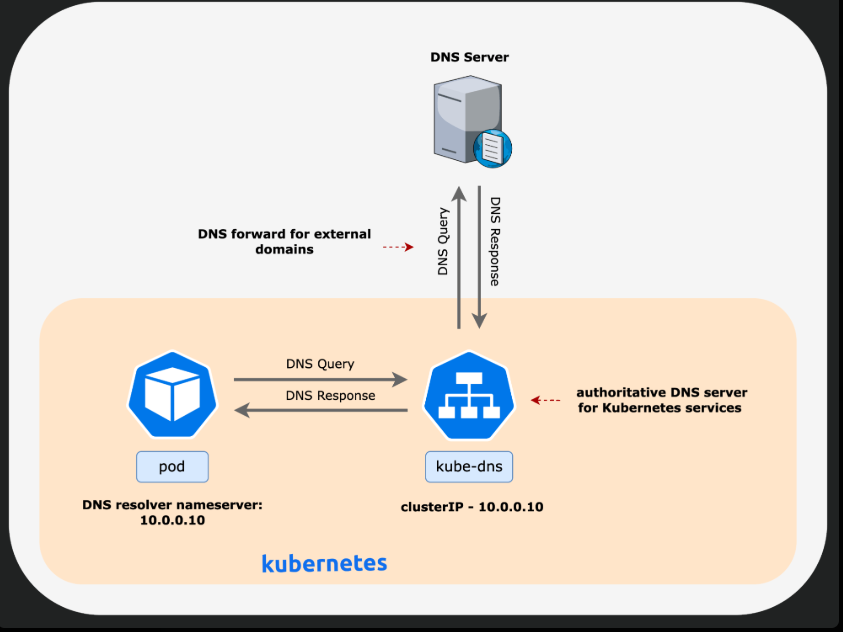 DNS Server
DNS Query
DNS Response
DNS forward for external
domains
DNS Query
DNS Response
authoritative DNS server
for Kubernetes services
pod
kube-dns
DNS resolver nameserver:
10.0.0.10
clusterIP - 10.0.0.10
kubernetes